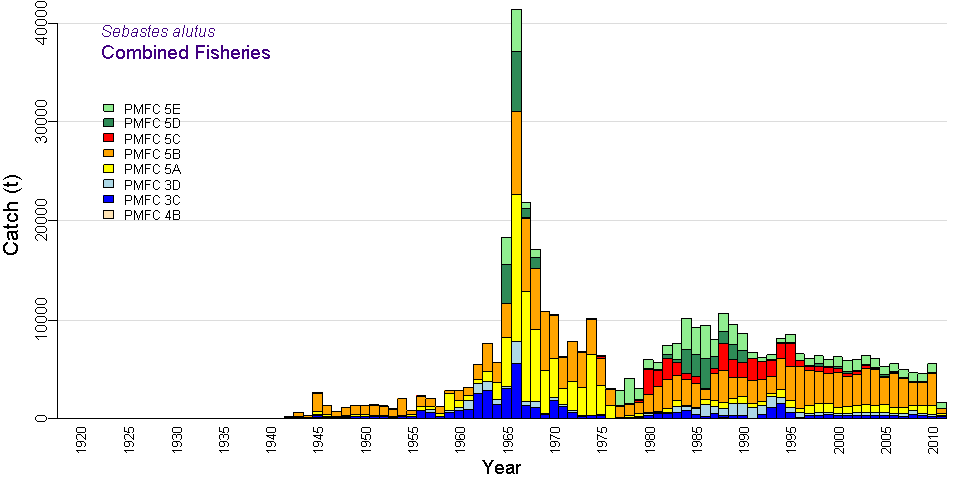 Sebastes alutus
Combined Fisheries
PMFC 5E
PMFC 5D
PMFC 5C
PMFC 5B
PMFC 5A
PMFC 3D
PMFC 3C
PMFC 4B
Catch (t)
40000
30000
20000
10000
0
1920 1925 1930 1935 1940 1945 1950 1955 1960 1965 1970 1975 1980 1985 1990 1995 2000 2005 2010
Year